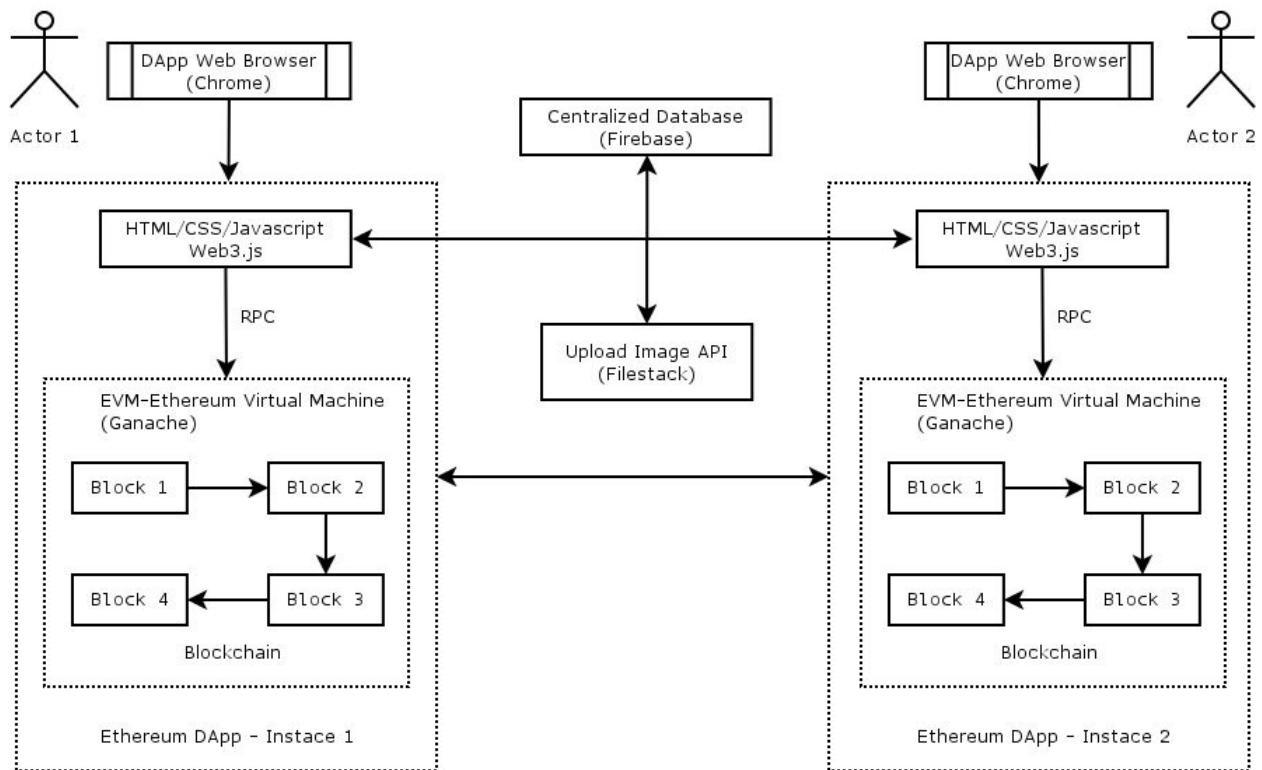 DApp Web Browser
(Chrome)
Actor 1
DApp Web Browser
(Chrome)
Actor 2
Centralized Database
(Firebase)
HTML/CSS/Javascript
Web3.js
HTML/CSS/Javascript
Web3.js
RPC
RPC
Upload Image API
(Filestack)
EVM-Ethereum Virtual Machine
(Ganache)
Block 1
Block 2
Block 4
Block 3
Blockchain
Ethereum DApp - Instace 1
EVM-Ethereum Virtual Machine
(Ganache)
Block 1
Block 2
Block 4
Block 3
Blockchain
Ethereum DApp - Instace 2